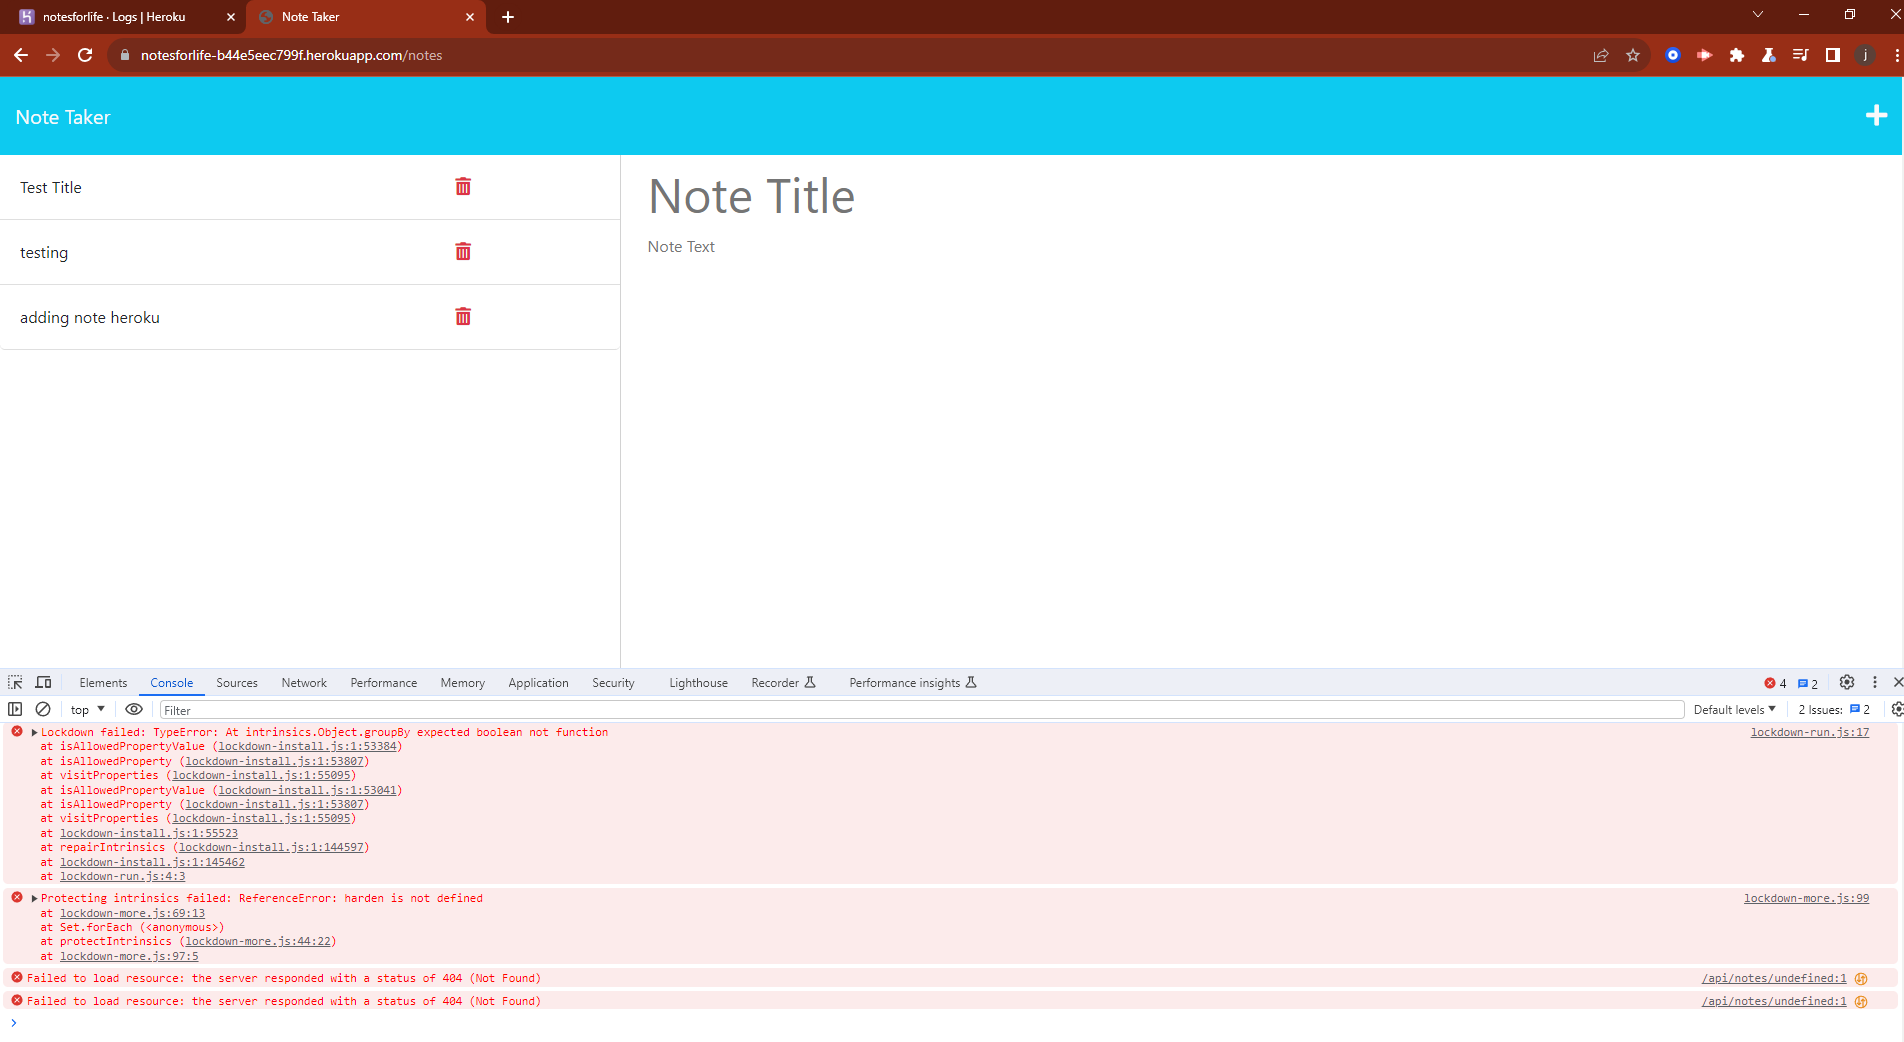 notesforlife · Logs | Heroku
Note Taker
notesforlife-b44e5eec799f.herokuapp.com/notes
j
Note Taker
Test Title
testing
adding note heroku
Note Title
Note Text
Elements Console Sources Network Performance Memory Application Security Lighthouse Recorder Performance insights 4 2
top Filter Default levels 2 Issues: 2
Lockdown failed: TypeError: At intrinsics.Object.groupBy expected boolean not function lockdown-run.js:17
at isAllowedPropertyValue (lockdown-install.js:1:53384)
at isAllowedProperty (lockdown-install.js:1:53807)
at visitProperties (lockdown-install.js:1:55095)
at isAllowedPropertyValue (lockdown-install.js:1:53041)
at isAllowedProperty (lockdown-install.js:1:53807)
at visitProperties (lockdown-install.js:1:55095)
at lockdown-install.js:1:55523
at repairIntrinsics (lockdown-install.js:1:144597)
at lockdown-install.js:1:145462
at lockdown-run.js:4:3
Protecting intrinsics failed: ReferenceError: harden is not defined lockdown-more.js:99
at lockdown-more.js:69:13
at Set.forEach (<anonymous>)
at protectIntrinsics (lockdown-more.js:44:22)
at lockdown-more.js:97:5
Failed to load resource: the server responded with a status of 404 (Not Found) /api/notes/undefined:1
Failed to load resource: the server responded with a status of 404 (Not Found) /api/notes/undefined:1